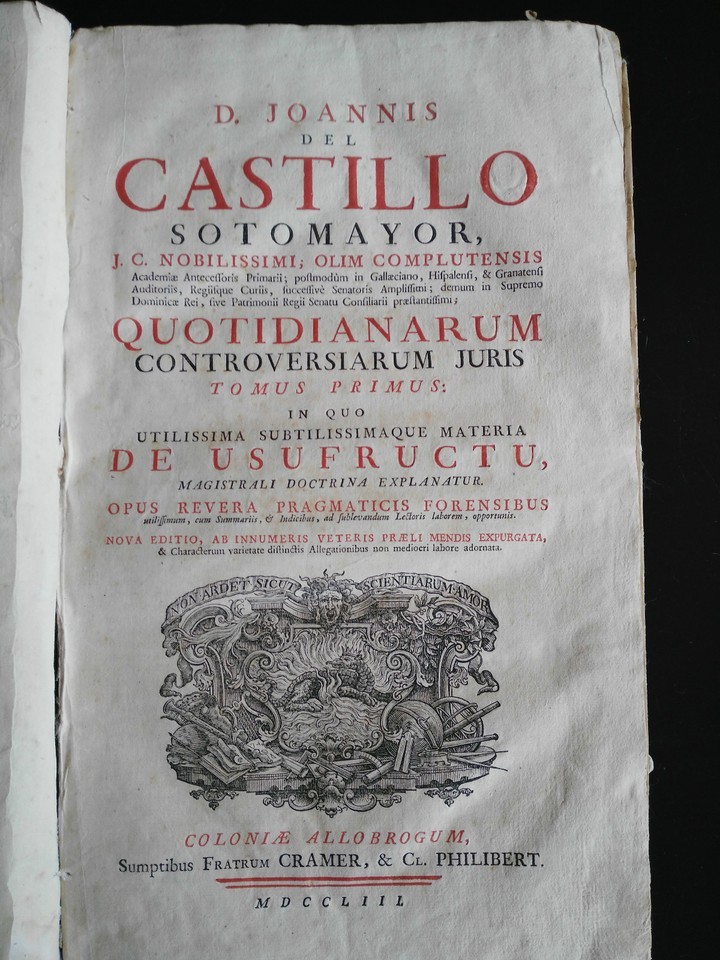 D. JOANNIS
DEL
CASTILLO
SOTOMAYOR,
J. C. NOBILISSIMI; OLIM COMPLUTENSIS
Academiæ Antecessoris Primarii; postmodùm in Gallæciano, Hispalensi, & Granatensi
Auditoriis, Regiisque Curiis, successivè Senatoris Amplissimi; demum in Supremo
Dominicæ Rei, sive Patrimonii Regii Senatu Consiliarii præstantissimi;
QUOTIDIANARUM
CONTROVERSIARUM JURIS
TOMUS PRIMUS:
IN QUO
UTILISSIMA SUBTILISSIMAQUE MATERIA
DE USUFRUCTU,
MAGISTRALI DOCTRINA EXPLANATUR.
OPUS REVERA PRAGMATICIS FORENSIBUS
utilissimum, cum Summariis, & Indicibus, ad sublevandum Lectoris laborem, opportunis.
NOVA EDITIO, AB INNUMERIS VETERIS PRÆLI MENDIS EXPURGATA,
& Characterum varietate distinctis Allegationibus non mediocri labore adornata.
NON ARDET SICUT SCIENTIARUM AMOR
COLONIÆ ALLOBROGUM,
Sumptibus FRATRUM CRAMER, & CL. PHILIBERT.
MDCCLIII.